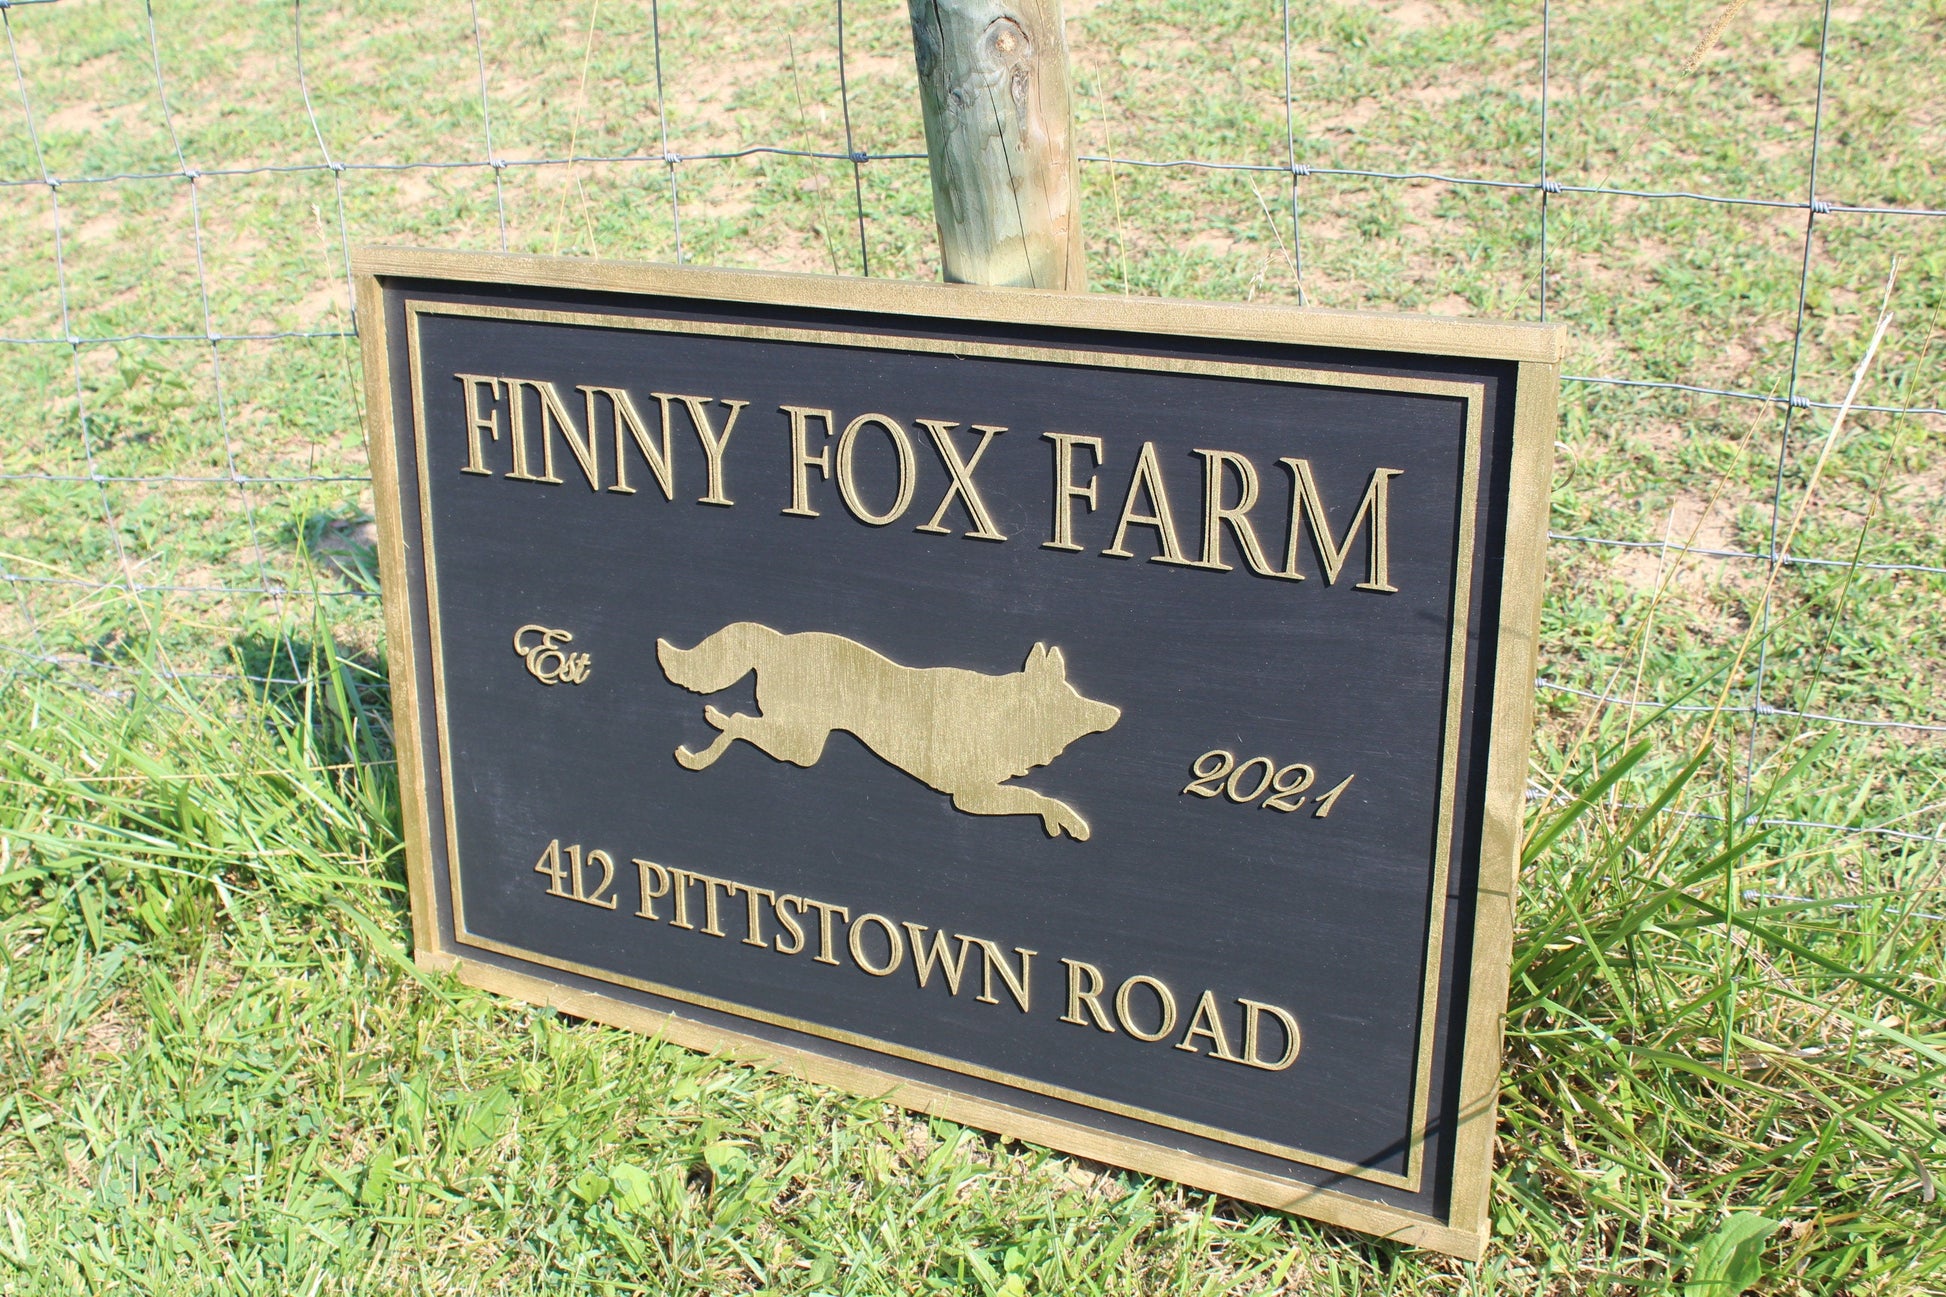 FINNY FOX FARM
Est 2021
412 PITTSTOWN ROAD